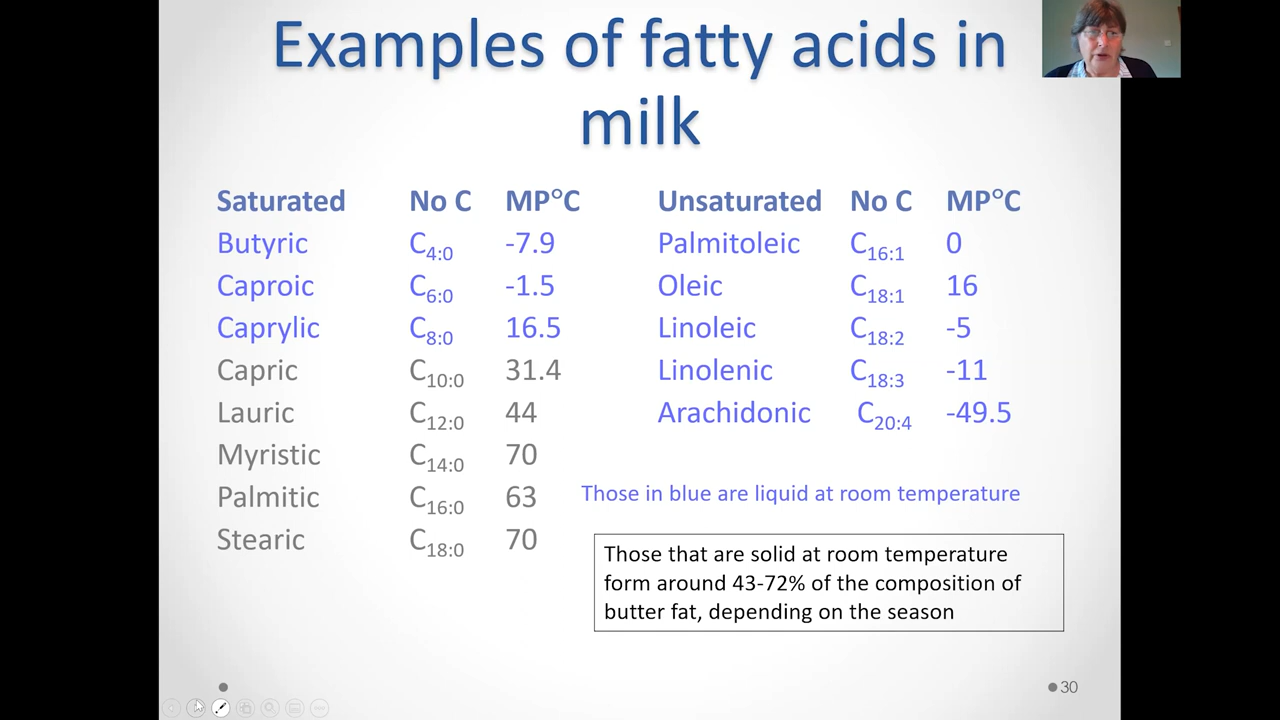 Examples of fatty acids in
milk
Saturated No C MP°C Unsaturated No C MP°C
Butyric C4:0 -7.9 Palmitoleic C16:1 0
Caproic C6:0 -1.5 Oleic C18:1 16
Caprylic C8:0 16.5 Linoleic C18:2 -5
Capric C10:0 31.4 Linolenic C18:3 -11
Lauric C12:0 44 Arachidonic C20:4 -49.5
Myristic C14:0 70
Palmitic C16:0 63 Those in blue are liquid at room temperature
Stearic C18:0 70
Those that are solid at room temperature
form around 43-72% of the composition of
butter fat, depending on the season
30